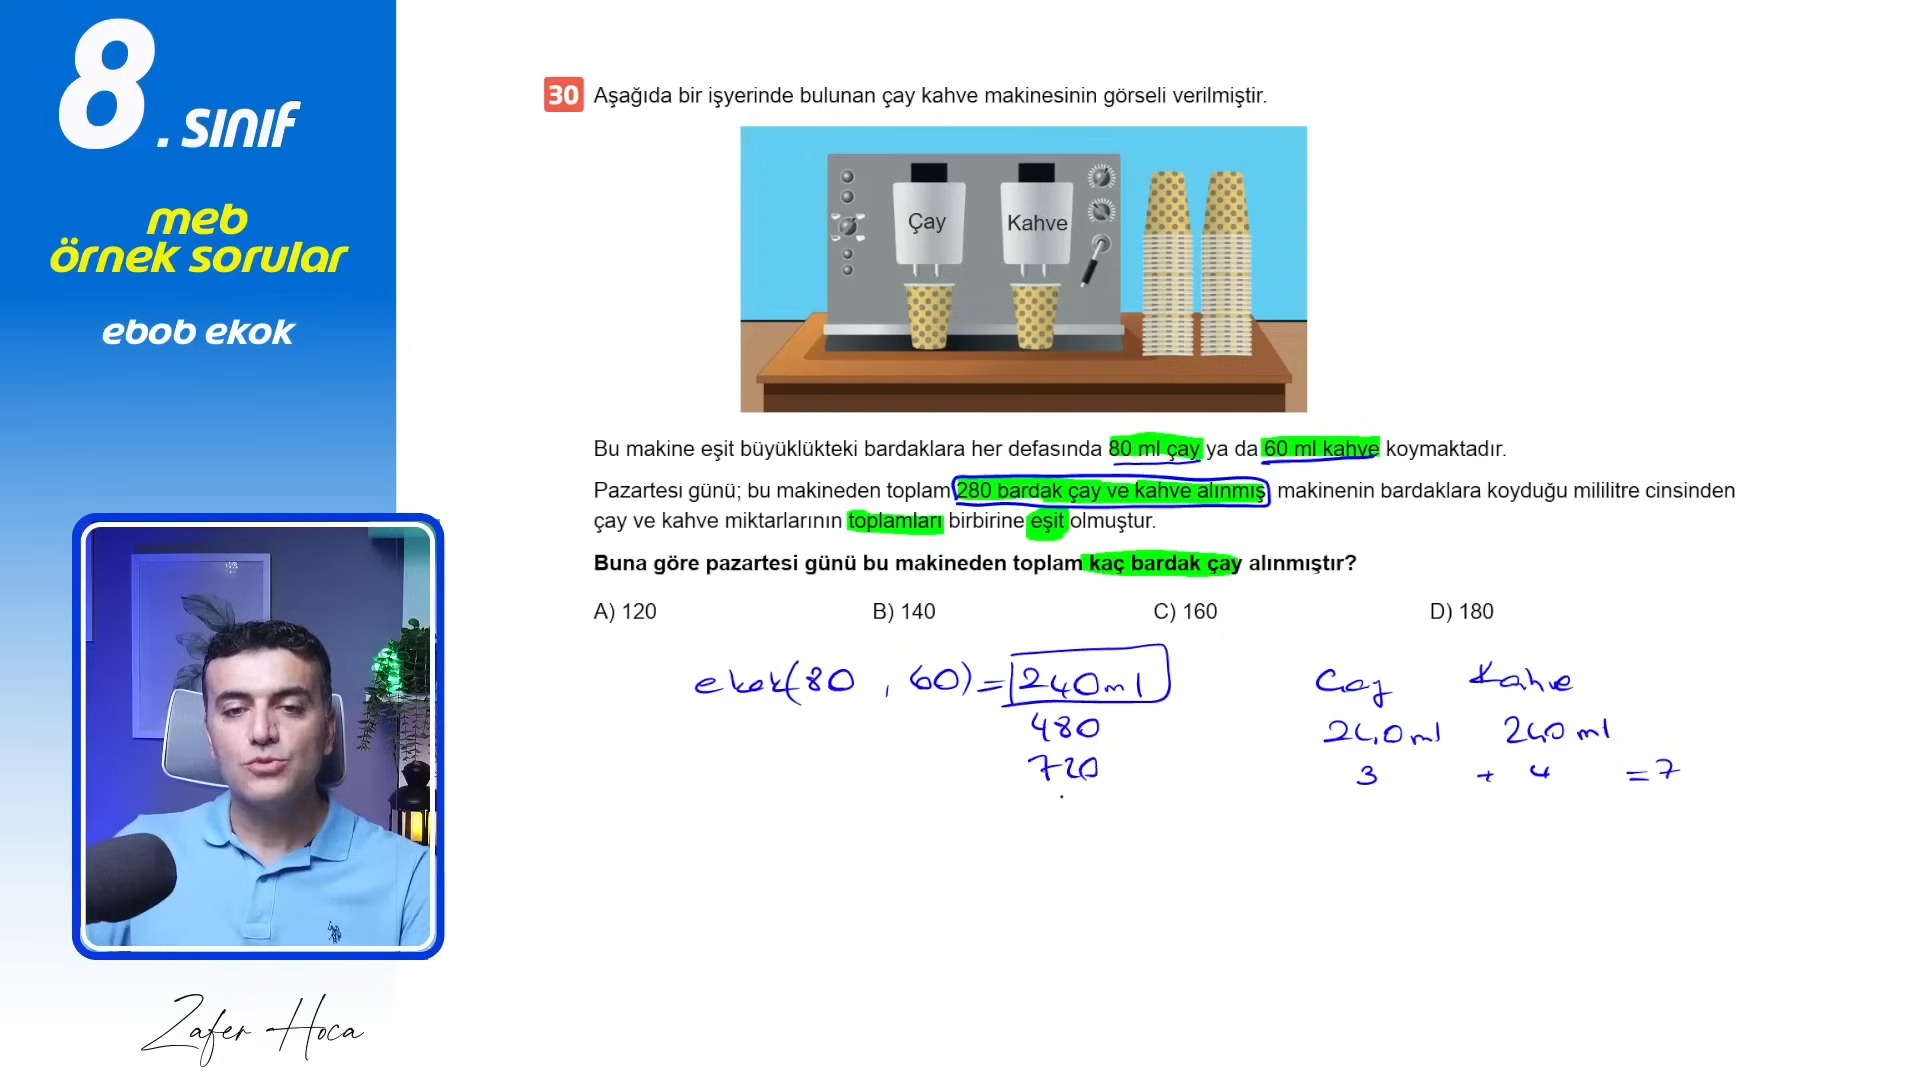 8. SINIF
meb
örnek sorular
ebob ekok
30 Aşağıda bir işyerinde bulunan çay kahve makinesinin görseli verilmiştir.
Çay
Kahve
Bu makine eşit büyüklükteki bardaklara her defasında 80 ml çay ya da 60 ml kahve koymaktadır.
Pazartesi günü; bu makineden toplam 280 bardak çay ve kahve alınmış makinenin bardaklara koyduğu mililitre cinsinden
çay ve kahve miktarlarının toplamları birbirine eşit olmuştur.
Buna göre pazartesi günü bu makineden toplam kaç bardak çay alınmıştır?
A) 120 B) 140 C) 160 D) 180
ekok(80 , 60) = 240ml
480
720
Çay Kahve
240ml 240ml
3 + 4 = 7
Zafer Hoca